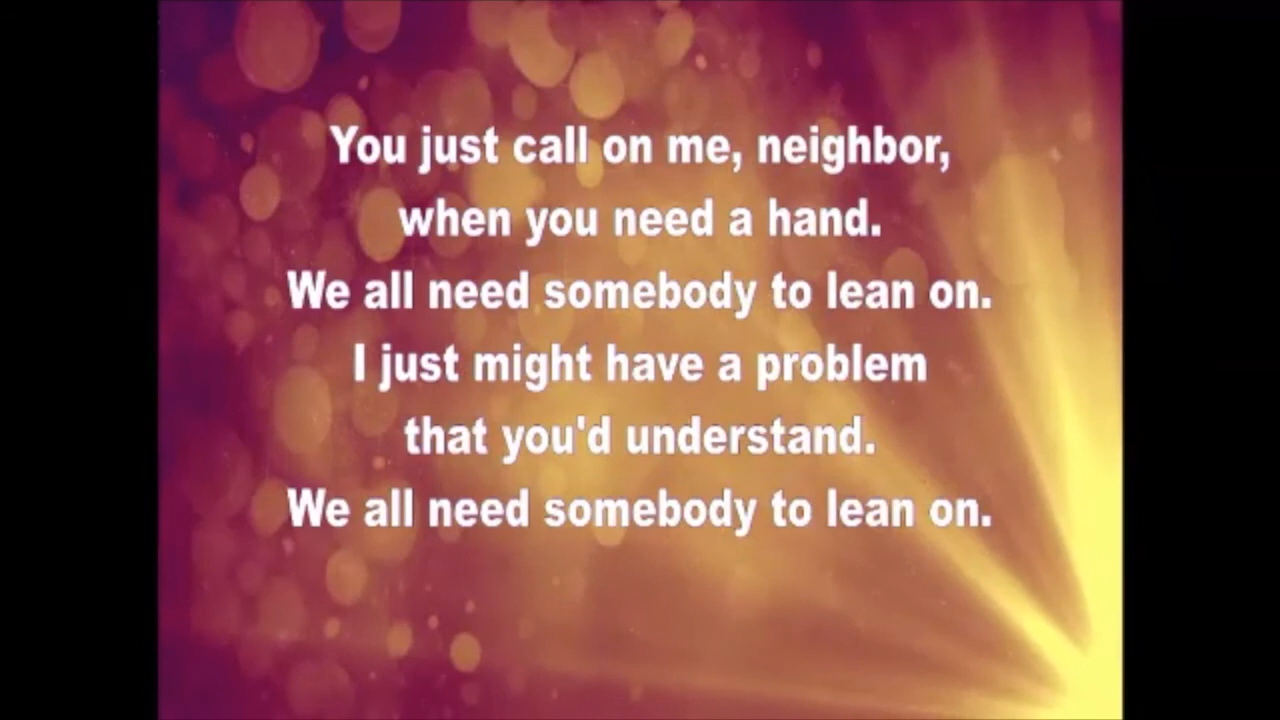 You just call on me, neighbor,
when you need a hand.
We all need somebody to lean on.
I just might have a problem
that you'd understand.
We all need somebody to lean on.